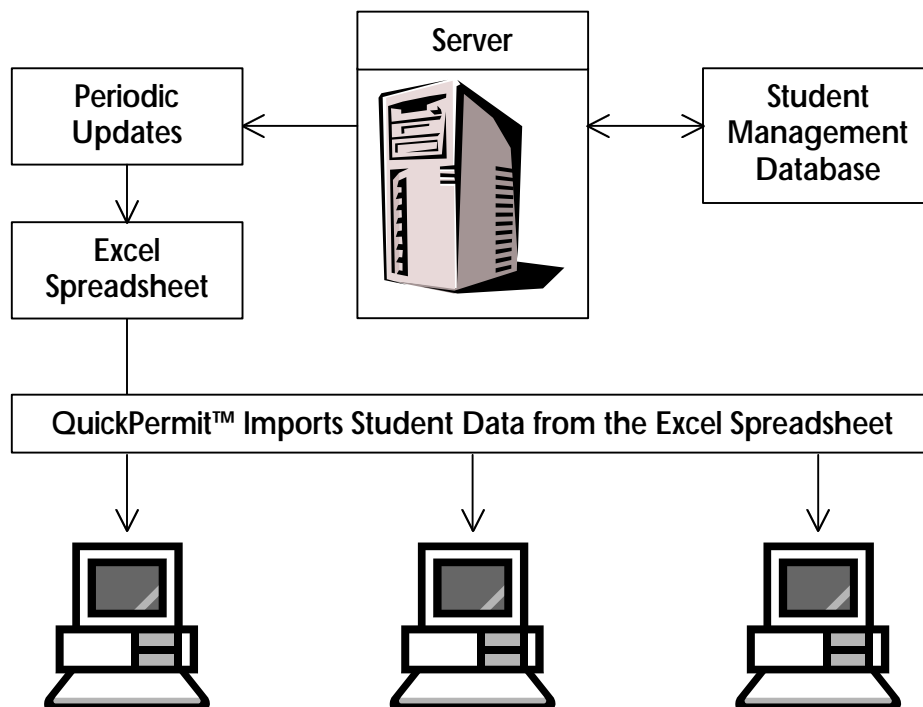 Server
Periodic
Updates
Student
Management
Database
Excel
Spreadsheet
QuickPermit™ Imports Student Data from the Excel Spreadsheet